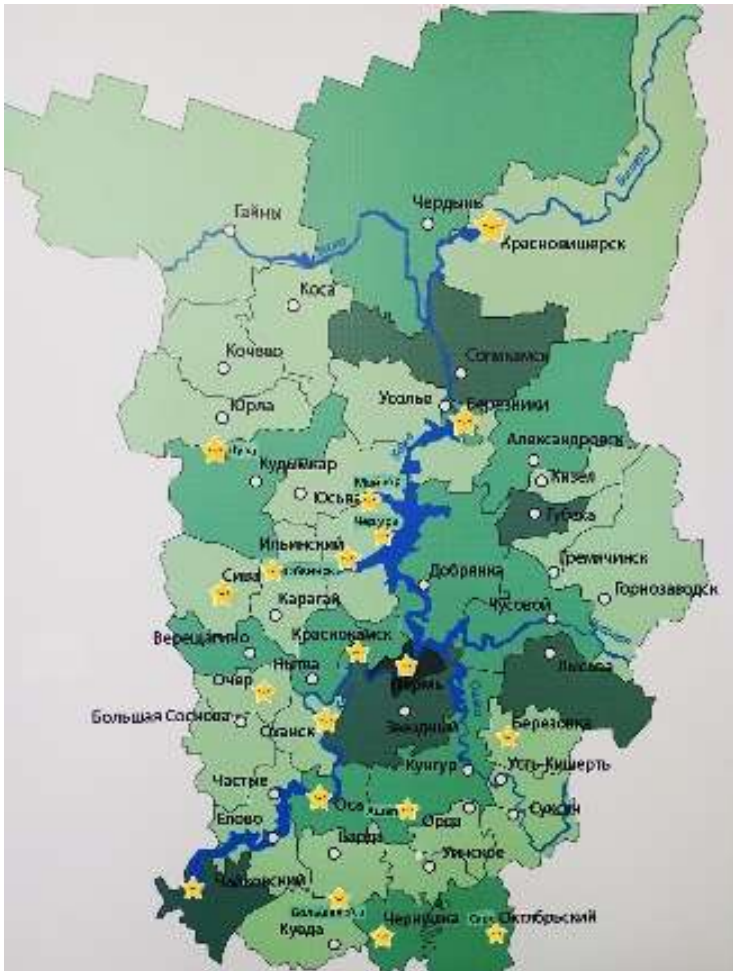 Чердынь
Вишера
Гайны
Красновишерск
Коса
Кочево
Соликамск
Усолье
Березники
Юрла
Александровск
Кудымкар
Кизел
Юсьва
Губаха
Ильинский
Гремячинск
Сива
Добрянка
Горнозаводск
Карагай
Чусовой
Краснокамск
Верещагино
Нытва
Лысьва
Очер
Пермь
Большая Соснова
Звездный
Березовка
Оханск
Кунгур
Усть-Кишерть
Частые
Оса
Суксун
Елово
Орда
Барда
Уинское
Чайковский
Чернушка
Октябрьский
Куеда